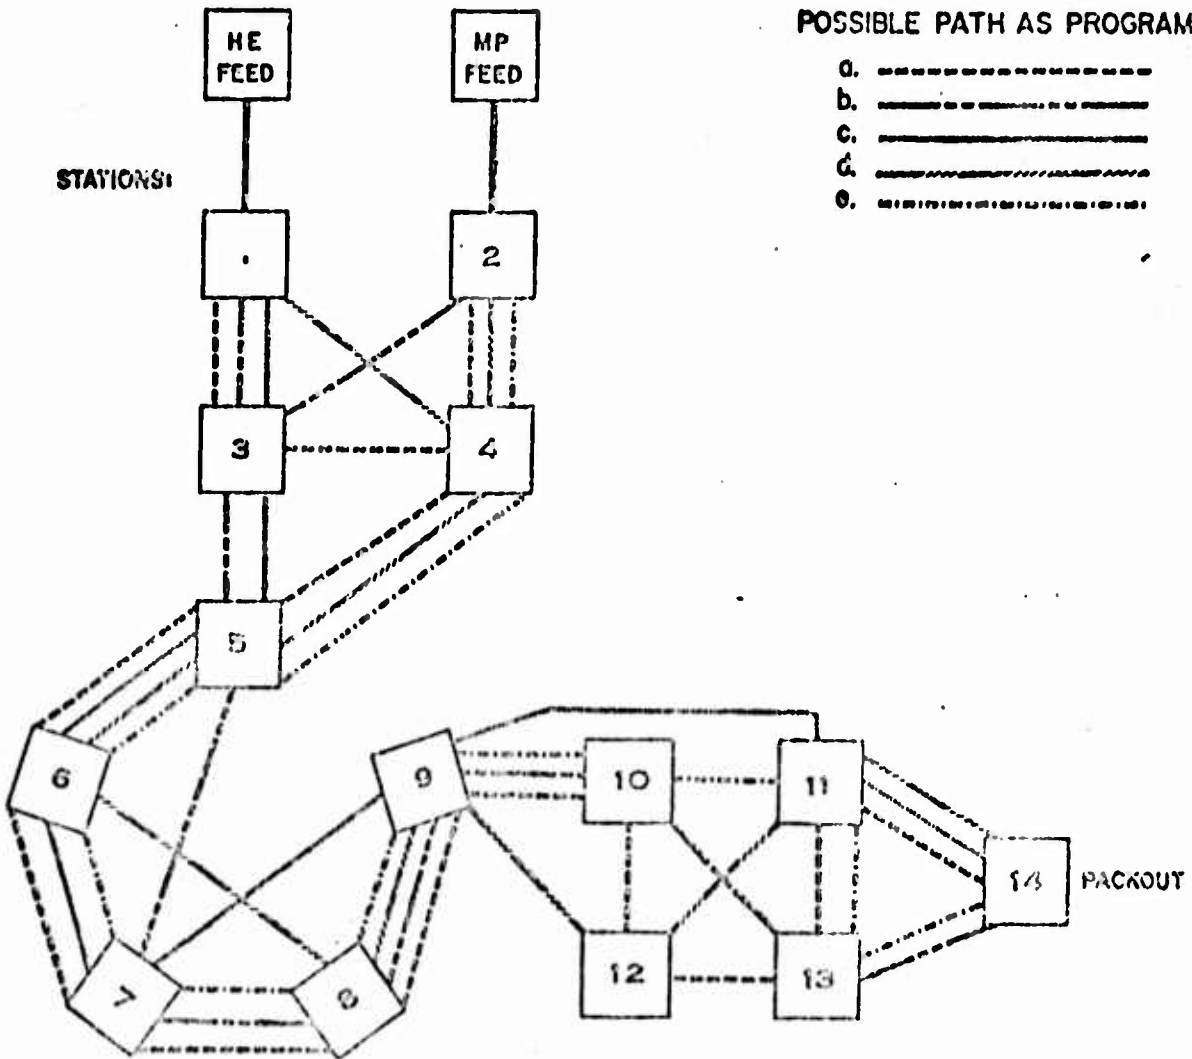 HE FEED
MP FEED
POSSIBLE PATH AS PROGRAM
a.
b.
c.
d.
e.
STATIONS:
2
3
4
5
6
7
8
9
10
11
12
13
14
PACKOUT